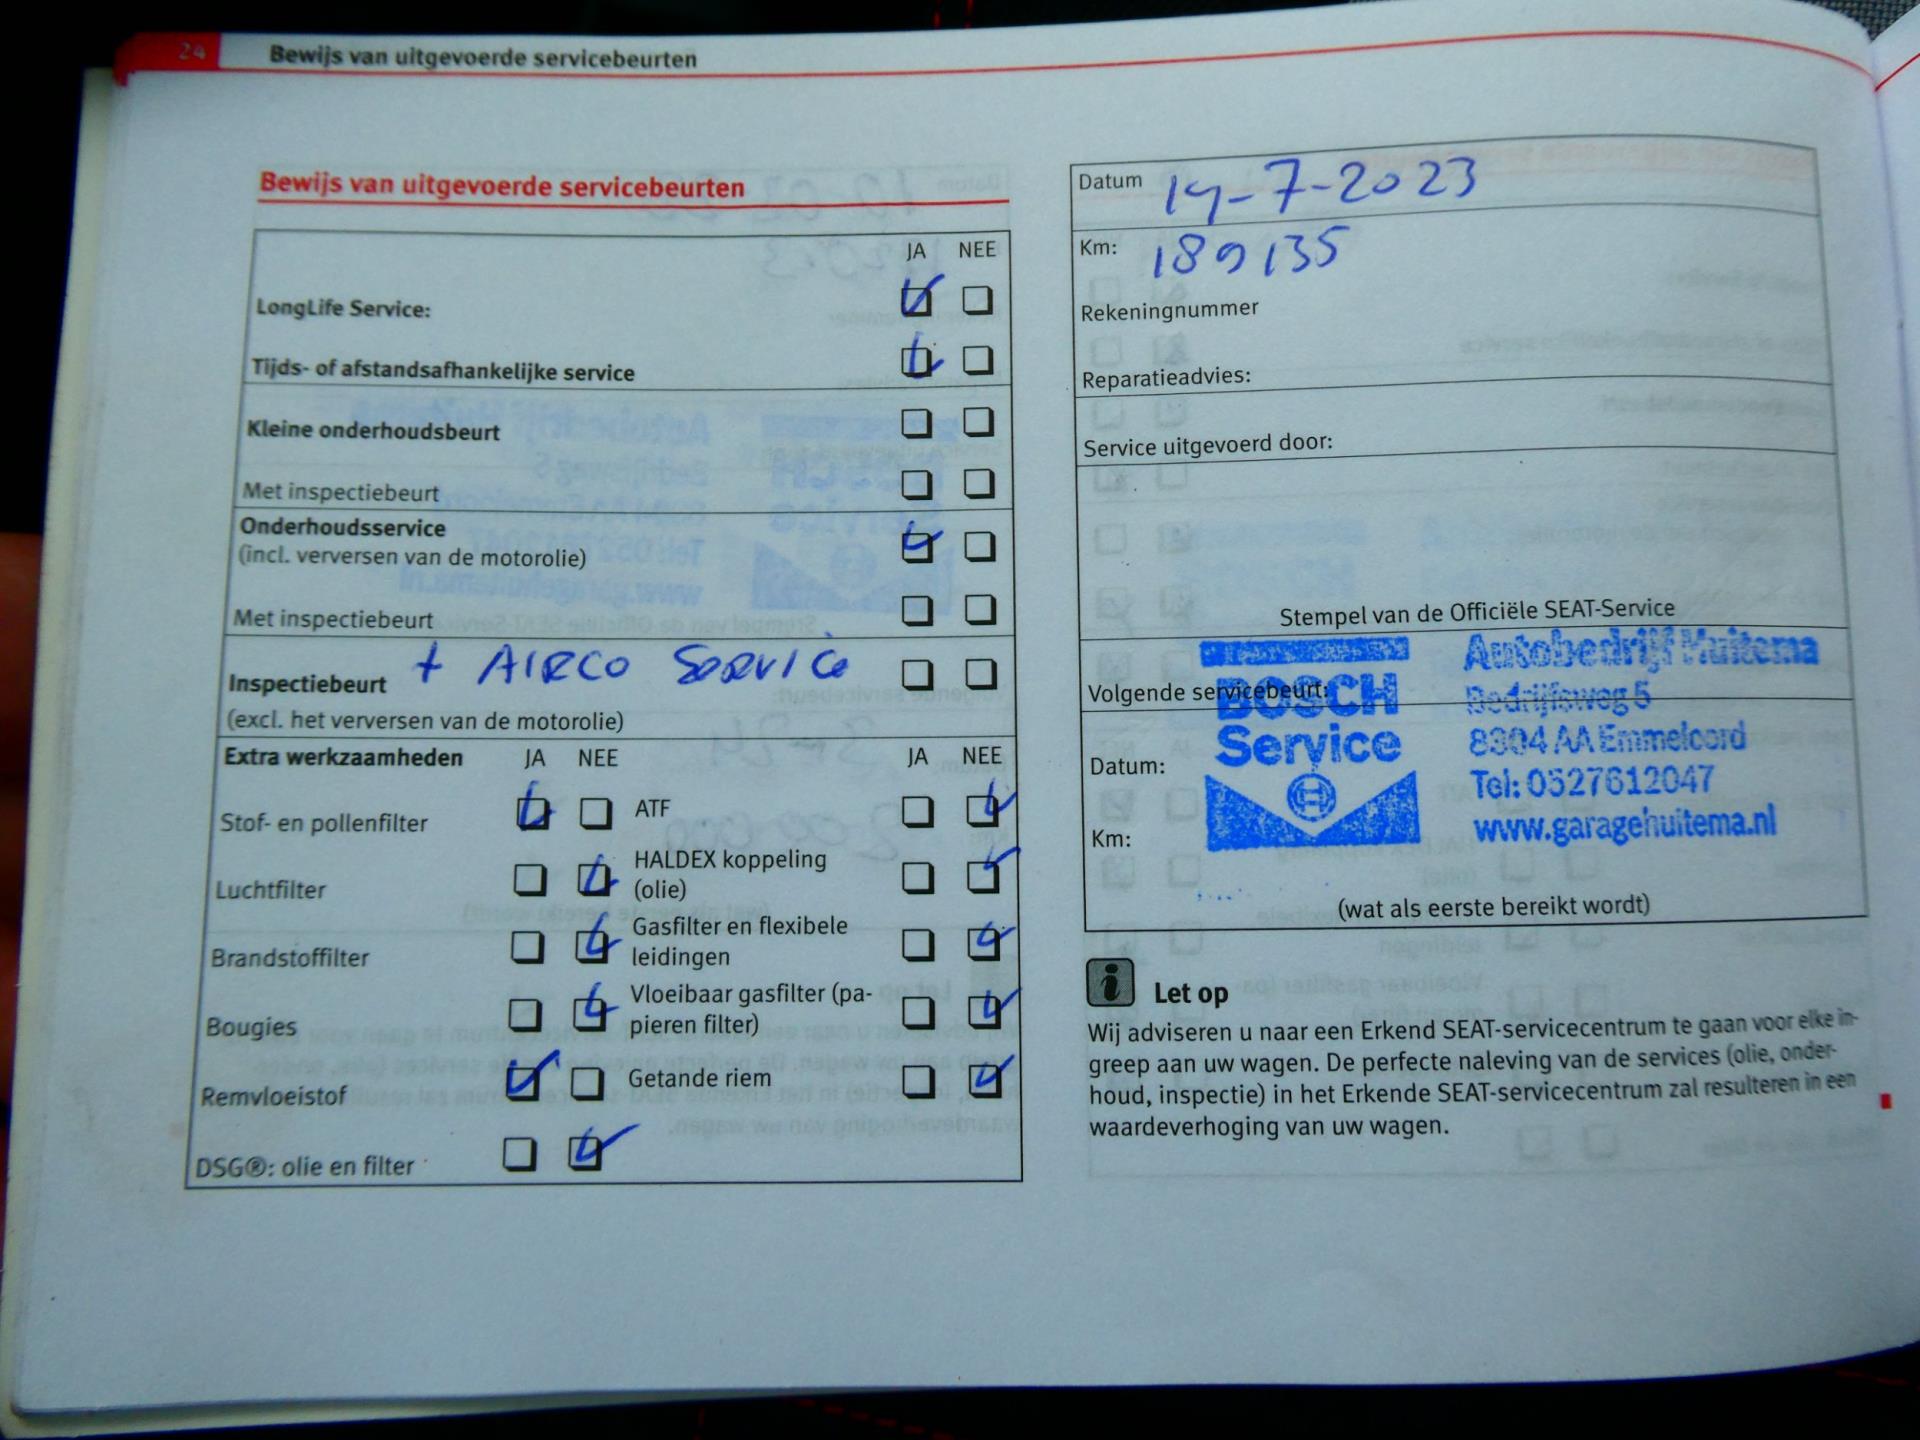 24 Bewijs van uitgevoerde servicebeurten
Bewijs van uitgevoerde servicebeurten
JA NEE
LongLife Service:
Tijds- of afstandsafhankelijke service
Kleine onderhoudsbeurt
Met inspectiebeurt
Onderhoudsservice
(incl. verversen van de motorolie)
Met inspectiebeurt
Inspectiebeurt + AIRCO Service
(excl. het verversen van de motorolie)
Extra werkzaamheden JA NEE JA NEE
Stof- en pollenfilter ATF
Luchtfilter HALDEX koppeling
(olie)
Brandstoffilter Gasfilter en flexibele
leidingen
Bougies Vloeibaar gasfilter (pa-
pieren filter)
Remvloeistof Getande riem
DSG®: olie en filter
Datum 14-7-2023
Km: 189135
Rekeningnummer
Reparatieadvies:
Service uitgevoerd door:
Stempel van de Officiële SEAT-Service
Volgende servicebeurt:
Datum:
Km:
BOSCH
Service
Autobedrijf Huitema
Bedrijfsweg 5
8304 AA Emmeloord
Tel: 0527612047
www.garagehuitema.nl
(wat als eerste bereikt wordt)
i Let op
Wij adviseren u naar een Erkend SEAT-servicecentrum te gaan voor elke in-
greep aan uw wagen. De perfecte naleving van de services (olie, onder-
houd, inspectie) in het Erkende SEAT-servicecentrum zal resulteren in een
waardeverhoging van uw wagen.